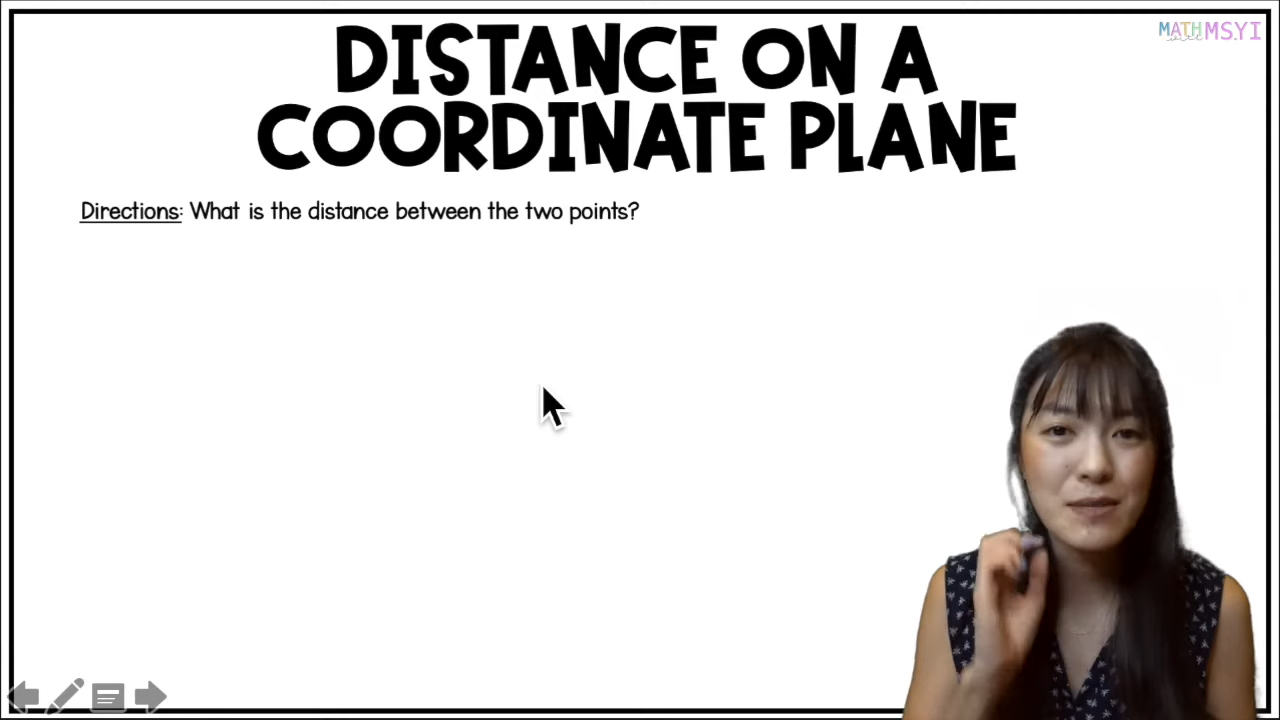 MATHMSYI
DISTANCE ON A
COORDINATE PLANE
Directions: What is the distance between the two points?